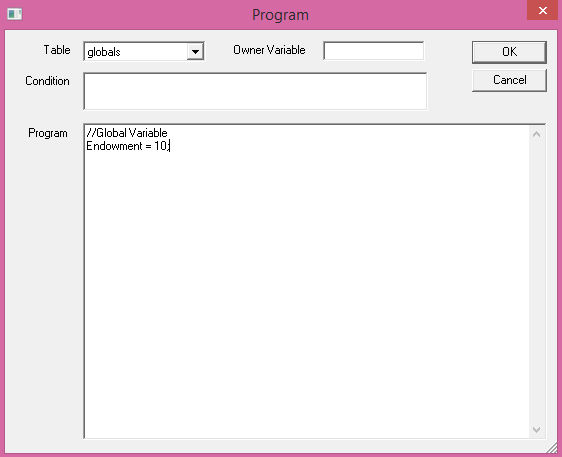 Program
Table globals Owner Variable OK
Condition Cancel
Program //Global Variable
Endowment = 10;